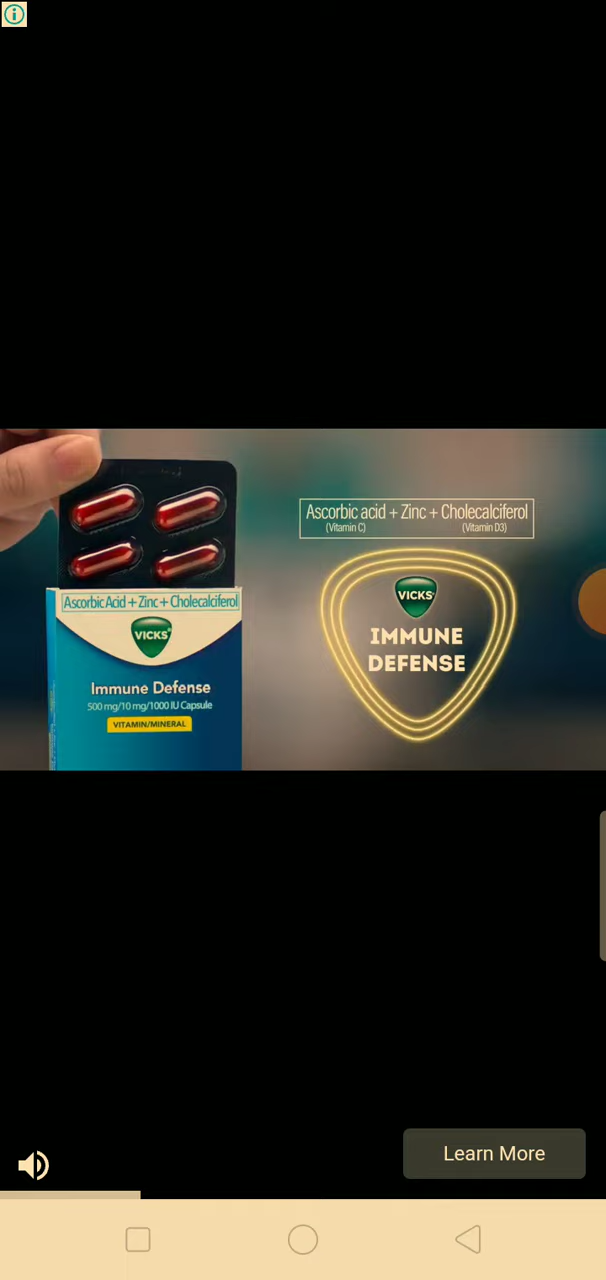 Ascorbic Acid + Zinc + Cholecalciferol
VICKS
Immune Defense
500 mg/10 mg/1000 IU Capsule
VITAMIN/MINERAL
Ascorbic acid + Zinc + Cholecalciferol
(Vitamin C) (Vitamin D3)
VICKS
IMMUNE
DEFENSE
Learn More